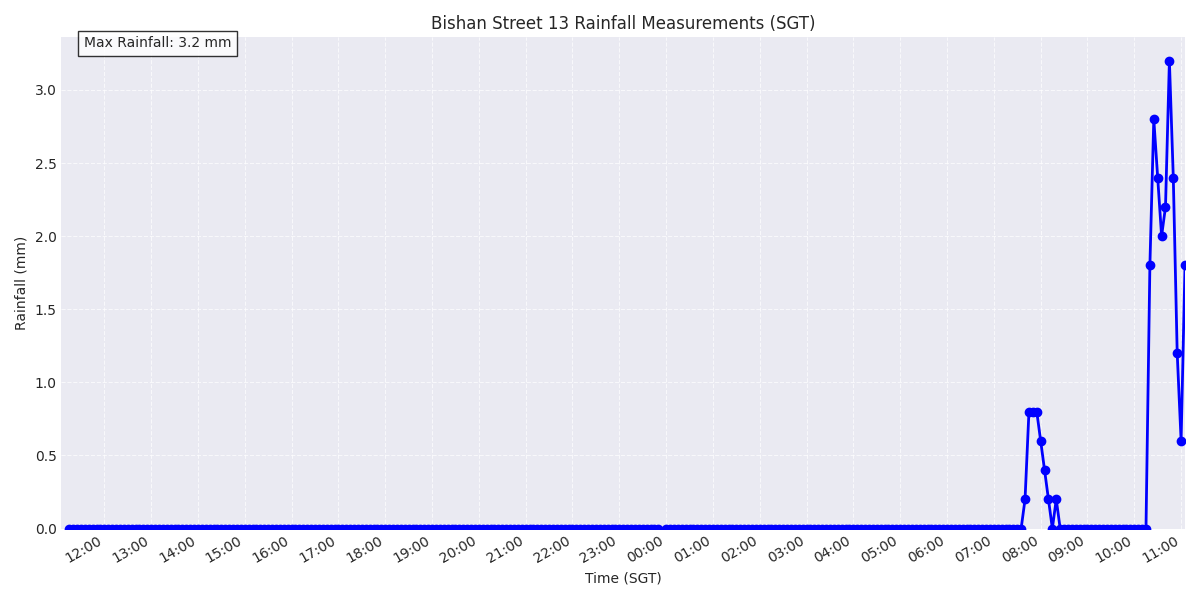 Bishan Street 13 Rainfall Measurements (SGT)
Max Rainfall: 3.2 mm
Rainfall (mm)
3.0
2.5
2.0
1.5
1.0
0.5
0.0
12:00 13:00 14:00 15:00 16:00 17:00 18:00 19:00 20:00 21:00 22:00 23:00 00:00 01:00 02:00 03:00 04:00 05:00 06:00 07:00 08:00 09:00 10:00 11:00
Time (SGT)